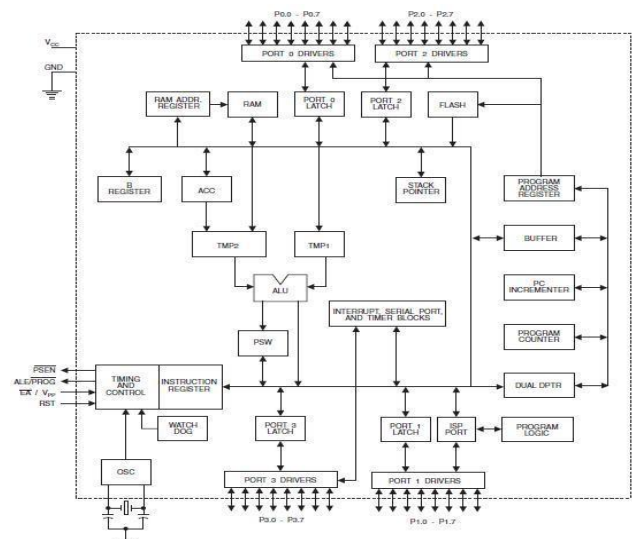 P0.0 - P0.7
P2.0 - P2.7
VCC
PORT 0 DRIVERS
PORT 2 DRIVERS
GND
RAM ADDR.
REGISTER
RAM
PORT 0
LATCH
PORT 2
LATCH
FLASH
B
REGISTER
ACC
STACK
POINTER
PROGRAM
ADDRESS
REGISTER
TMP2
TMP1
BUFFER
ALU
PC
INCREMENTER
INTERRUPT, SERIAL PORT,
AND TIMER BLOCKS
PSW
PROGRAM
COUNTER
PSEN
ALE/PROG
EA / VPP
RST
TIMING
AND
CONTROL
INSTRUCTION
REGISTER
DUAL DPTR
WATCH
DOG
PORT 3
LATCH
PORT 1
LATCH
ISP
PORT
PROGRAM
LOGIC
OSC
PORT 3 DRIVERS
PORT 1 DRIVERS
P3.0 - P3.7
P1.0 - P1.7